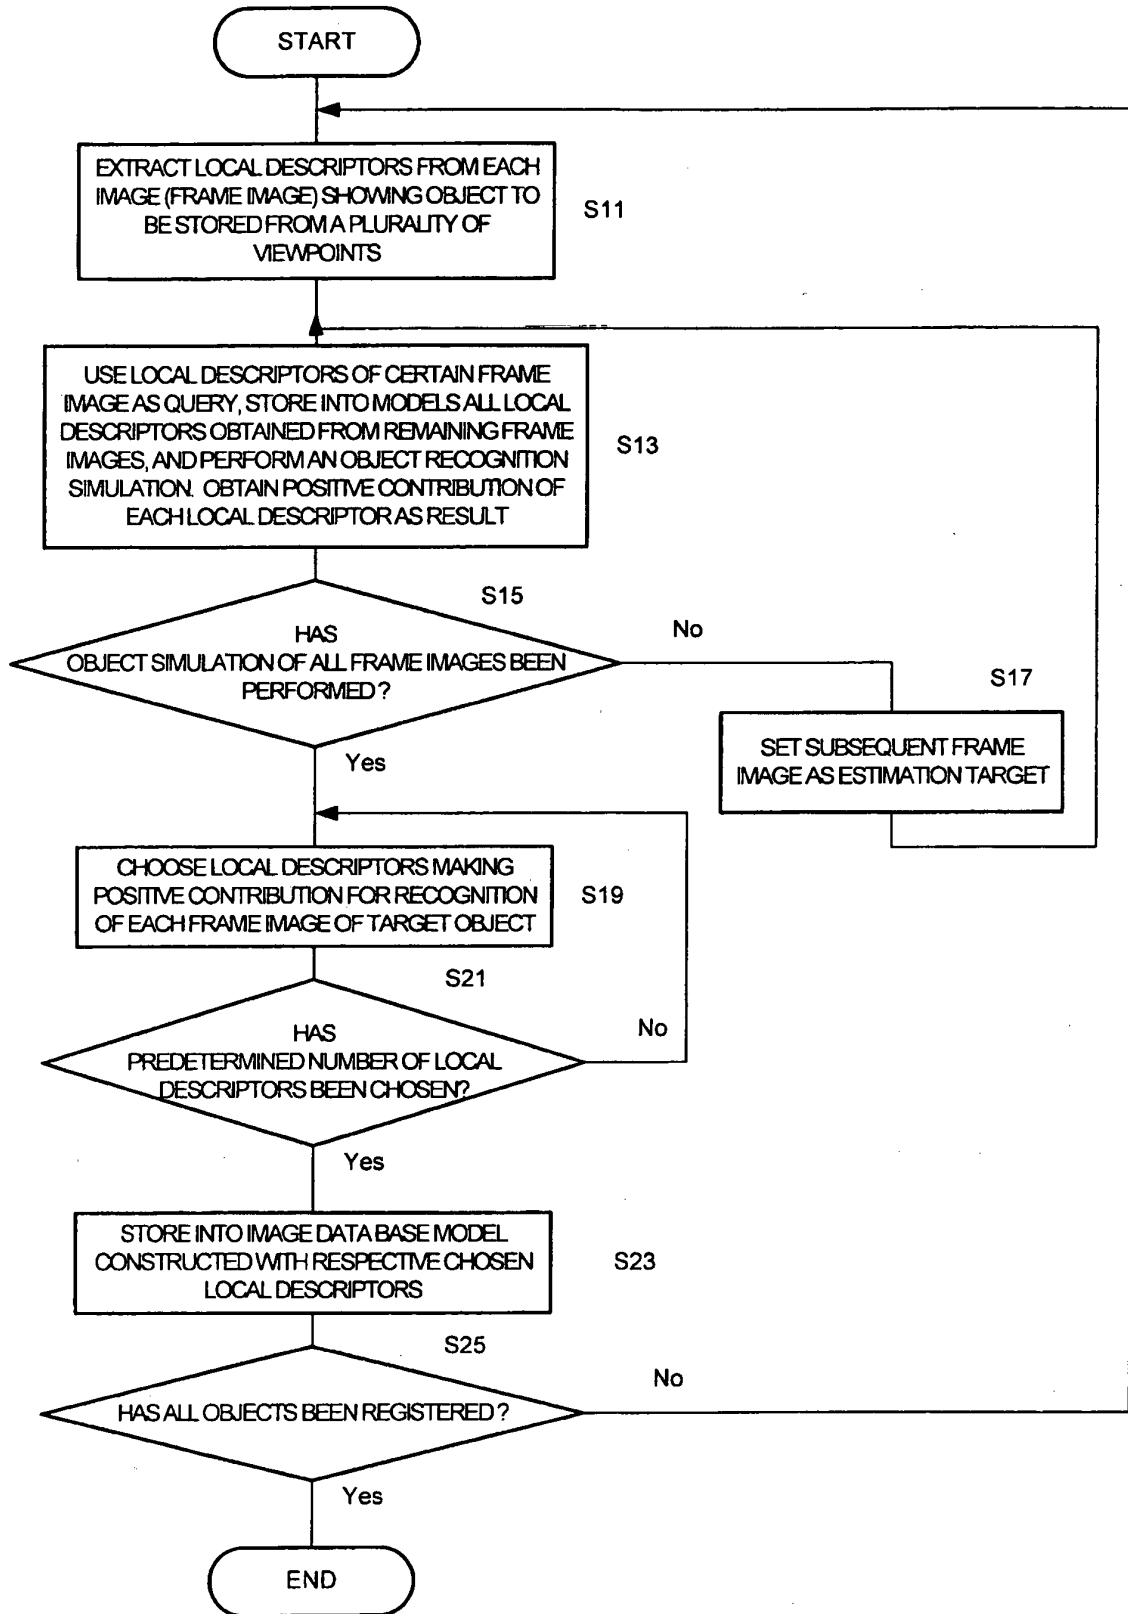 START
EXTRACT LOCAL DESCRIPTORS FROM EACH
IMAGE (FRAME IMAGE) SHOWING OBJECT TO
BE STORED FROM A PLURALITY OF
VIEWPOINTS
S11
USE LOCAL DESCRIPTORS OF CERTAIN FRAME
IMAGE AS QUERY, STORE INTO MODELS ALL LOCAL
DESCRIPTORS OBTAINED FROM REMAINING FRAME
IMAGES, AND PERFORM AN OBJECT RECOGNITION
SIMULATION. OBTAIN POSITIVE CONTRIBUTION OF
EACH LOCAL DESCRIPTOR AS RESULT
S13
S15
HAS
OBJECT SIMULATION OF ALL FRAME IMAGES BEEN
PERFORMED?
No
Yes
S17
SET SUBSEQUENT FRAME
IMAGE AS ESTIMATION TARGET
CHOOSE LOCAL DESCRIPTORS MAKING
POSITIVE CONTRIBUTION FOR RECOGNITION
OF EACH FRAME IMAGE OF TARGET OBJECT
S19
S21
HAS
PREDETERMINED NUMBER OF LOCAL
DESCRIPTORS BEEN CHOSEN?
No
Yes
STORE INTO IMAGE DATA BASE MODEL
CONSTRUCTED WITH RESPECTIVE CHOSEN
LOCAL DESCRIPTORS
S23
S25
HAS ALL OBJECTS BEEN REGISTERED?
No
Yes
END